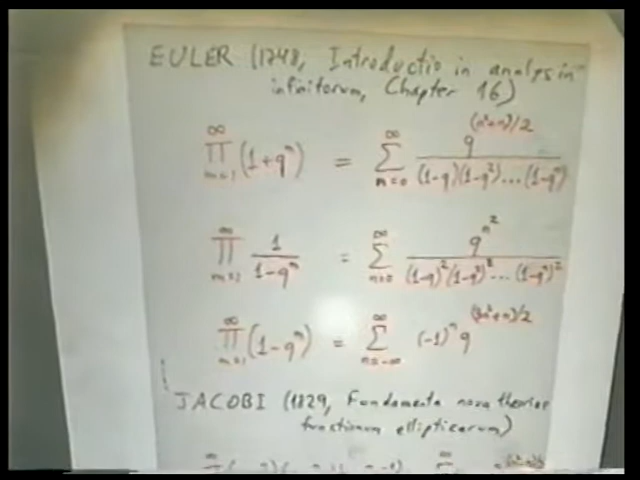 EULER (1748, Introductio in analysin
infinitorum, Chapter 16)
∞ ∏ n=1 (1+q^n) = ∞ ∑ n=0 q^(n²+n)/2 / (1-q)(1-q²)...(1-q^n)
∞ ∏ n=1 1/(1-q^n) = ∞ ∑ n=0 q^n² / (1-q)²(1-q²)²...(1-q^n)²
∞ ∏ n=1 (1-q^n) = ∞ ∑ n=-∞ (-1)^n q^(3n²+n)/2
JACOBI (1829, Fundamenta nova theoriae
functionum ellipticarum)